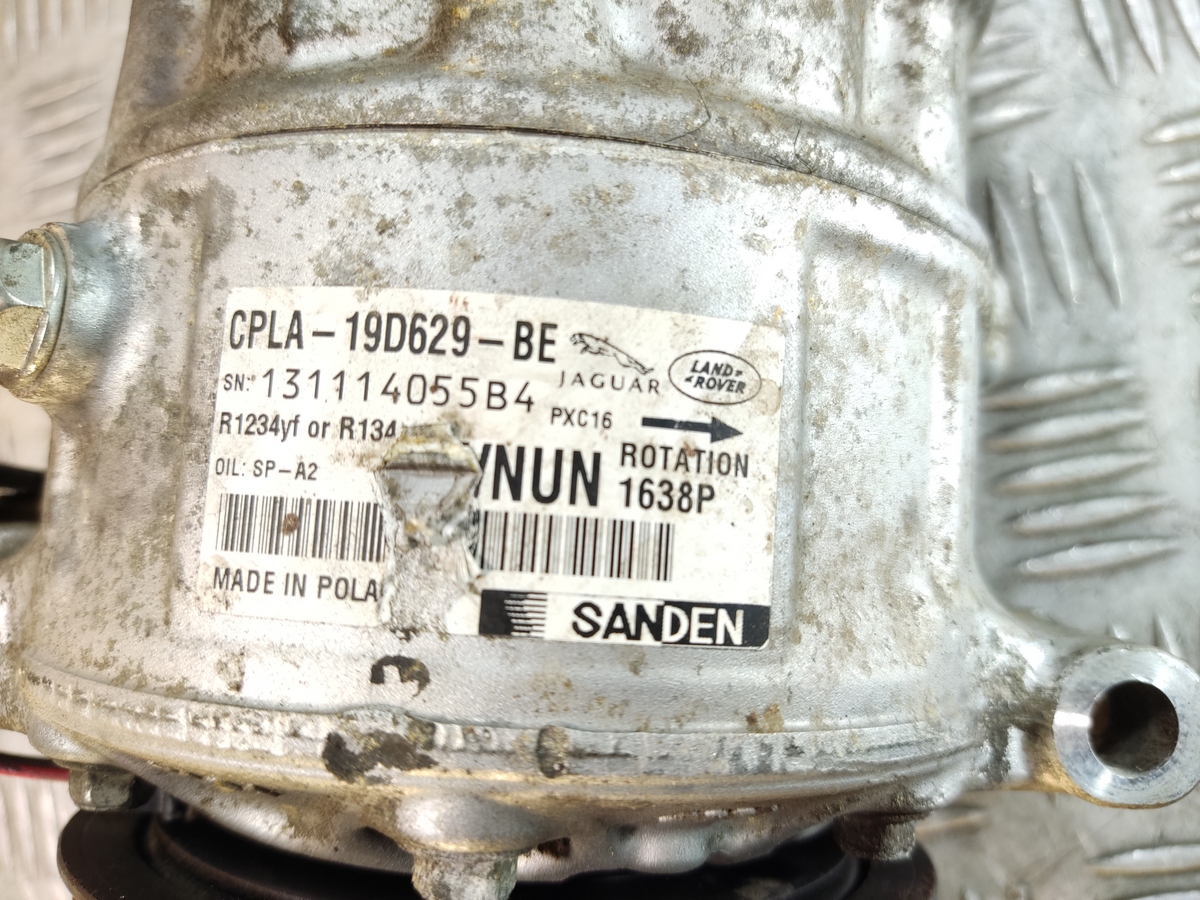 CPLA-19D629-BE
JAGUAR
LAND-
-ROVER
SN: 131114055B4
PXC16
R1234yf or R134
ROTATION
OIL: SP-A2
YNUN
1638P
MADE IN POLA
SANDEN